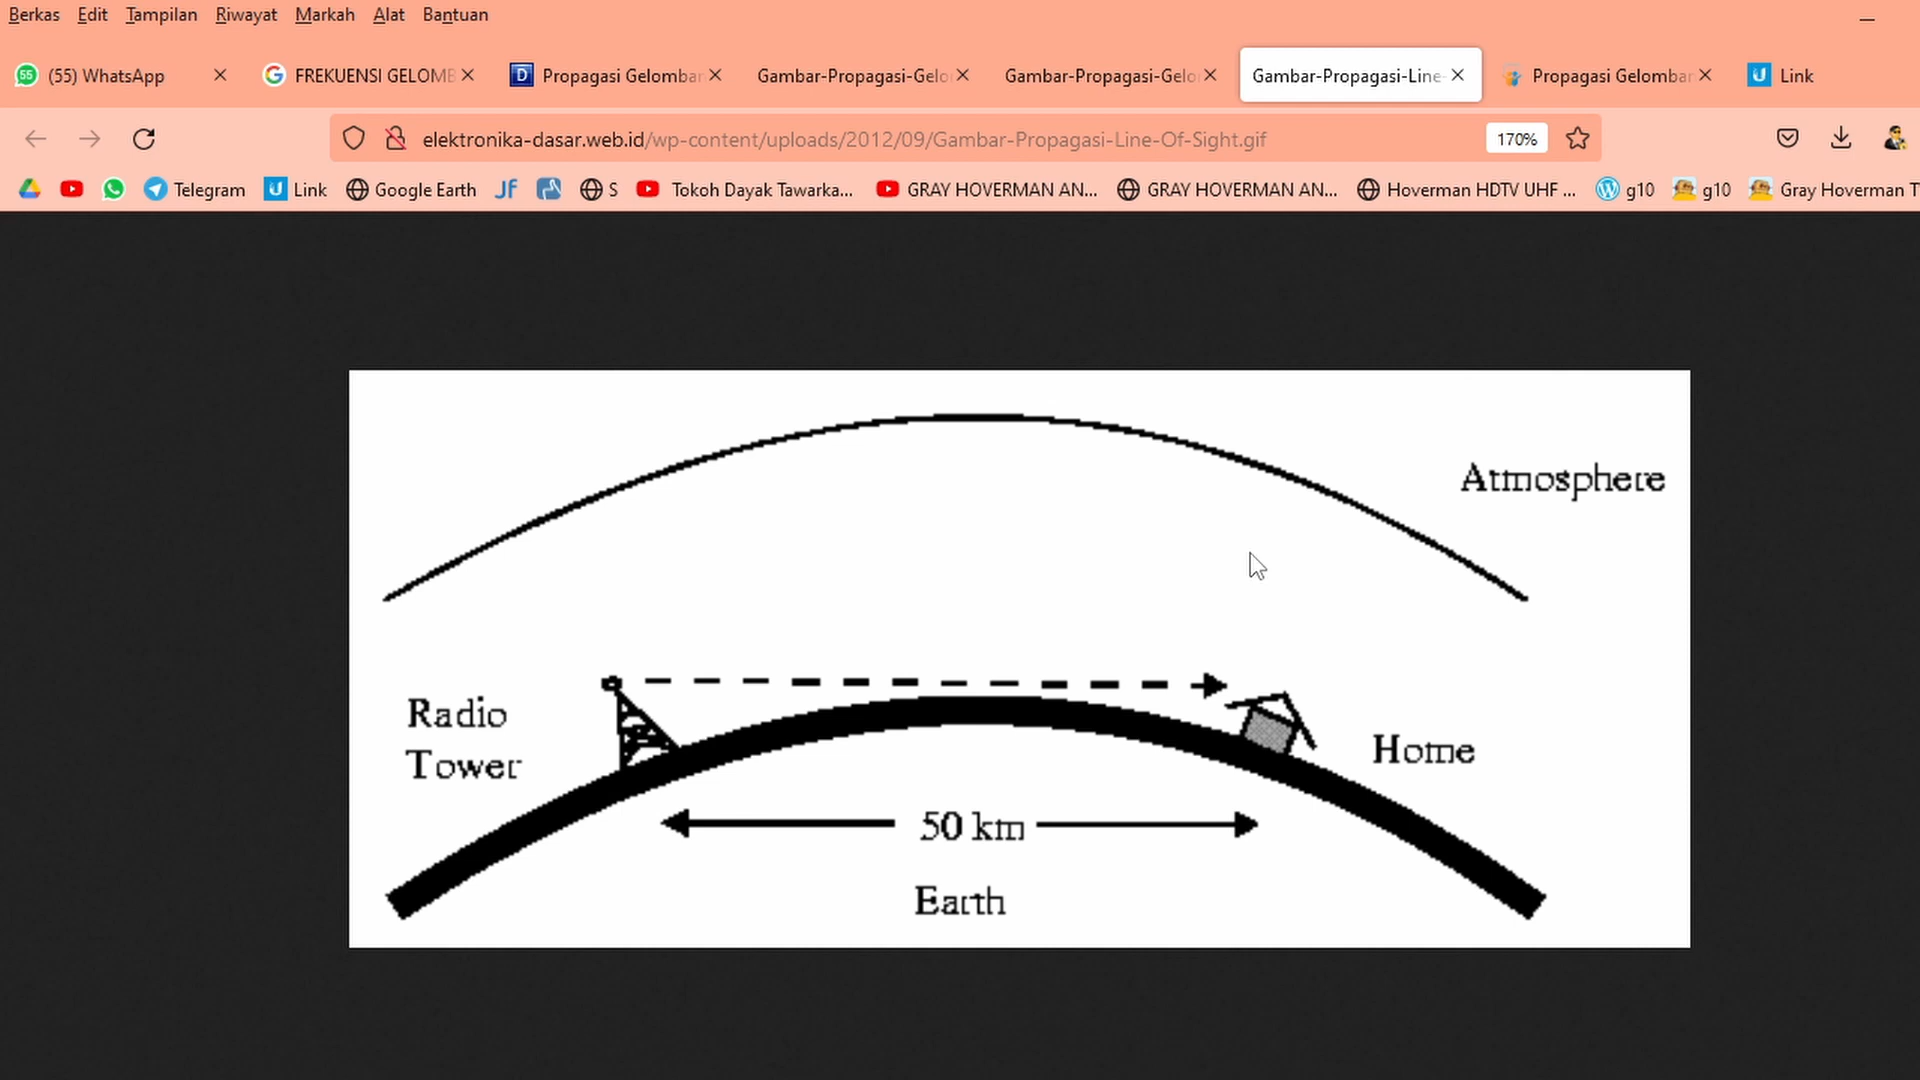 Berkas Edit Tampilan Riwayat Markah Alat Bantuan
(55) WhatsApp FREKUENSI GELOMB Propagasi Gelombar Gambar-Propagasi-Gelo Gambar-Propagasi-Gelo Gambar-Propagasi-Line- Propagasi Gelombar Link
elektronika-dasar.web.id/wp-content/uploads/2012/09/Gambar-Propagasi-Line-Of-Sight.gif 170%
Telegram Link Google Earth JF S Tokoh Dayak Tawarka... GRAY HOVERMAN AN... GRAY HOVERMAN AN... Hoverman HDTV UHF ... g10 g10 Gray Hoverman T
Atmosphere
Radio
Tower
Home
50 km
Earth